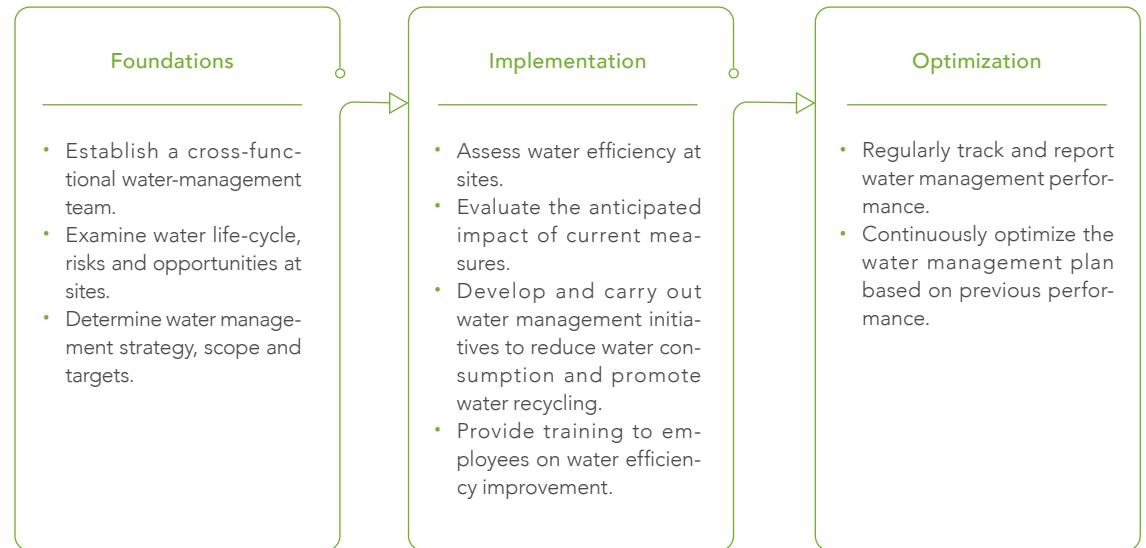 Foundations
• Establish a cross-func-
tional water-management
team.
• Examine water life-cycle,
risks and opportunities at
sites.
• Determine water manage-
ment strategy, scope and
targets.
Implementation
• Assess water efficiency at
sites.
• Evaluate the anticipated
impact of current mea-
sures.
• Develop and carry out
water management initia-
tives to reduce water con-
sumption and promote
water recycling.
• Provide training to em-
ployees on water efficien-
cy improvement.
Optimization
• Regularly track and report
water management perfor-
mance.
• Continuously optimize the
water management plan
based on previous perfor-
mance.